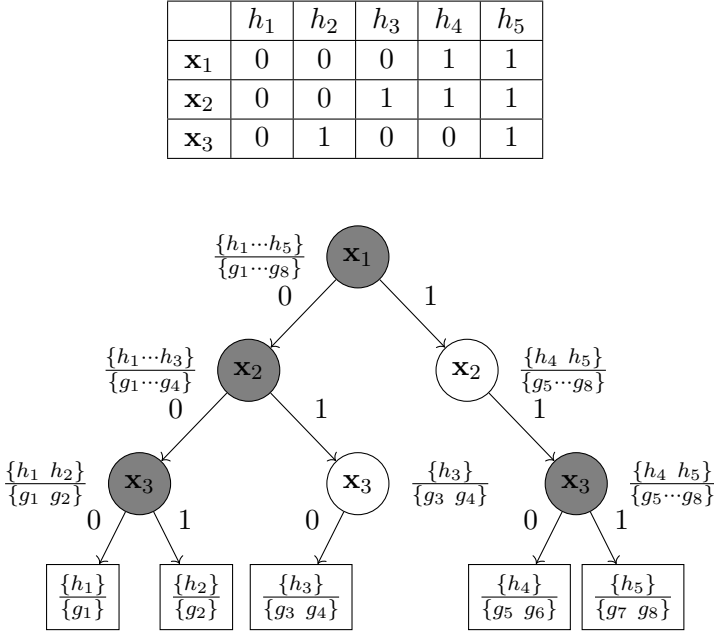 h₁ h₂ h₃ h₄ h₅
x₁ 0 0 0 1 1
x₂ 0 0 1 1 1
x₃ 0 1 0 0 1
{h₁···h₅}
{g₁···g₈}
x₁
0 1
{h₁···h₃}
{g₁···g₄}
x₂
x₂
{h₄ h₅}
{g₅···g₈}
0 1 1
{h₁ h₂}
{g₁ g₂}
x₃
x₃
{h₃}
{g₃ g₄}
x₃
{h₄ h₅}
{g₅···g₈}
0 1 0 0 1
{h₁}
{g₁}
{h₂}
{g₂}
{h₃}
{g₃ g₄}
{h₄}
{g₅ g₆}
{h₅}
{g₇ g₈}